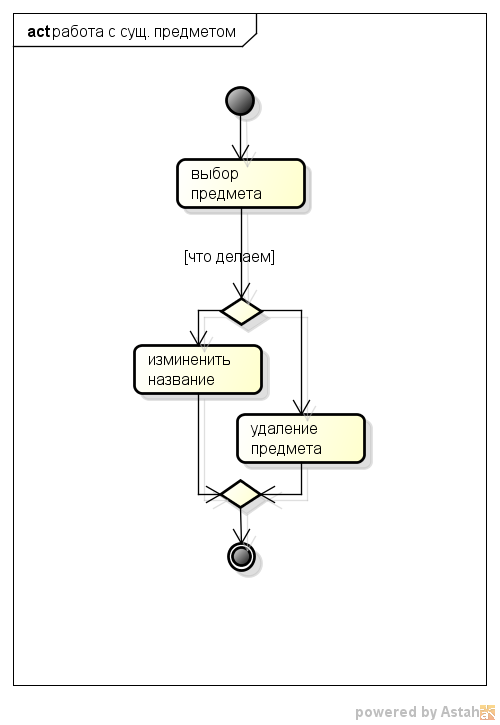 act работа с сущ. предметом
выбор
предмета
[что делаем]
изминенить
название
удаление
предмета
powered by Astah